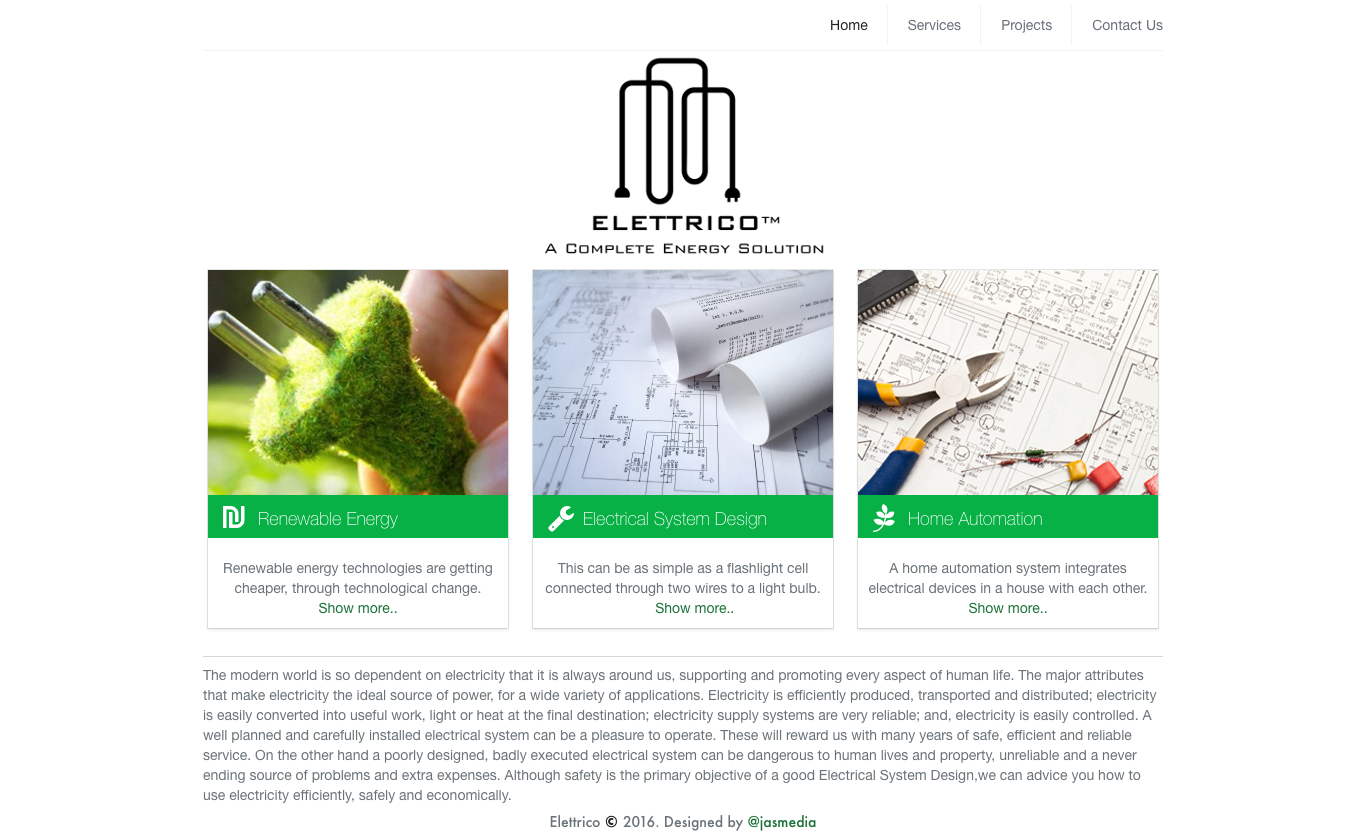 Home
Services
Projects
Contact Us
ELETTRICO™
A COMPLETE ENERGY SOLUTION
Renewable Energy
Electrical System Design
Home Automation
Renewable energy technologies are getting
cheaper, through technological change.
Show more..
This can be as simple as a flashlight cell
connected through two wires to a light bulb.
Show more..
A home automation system integrates
electrical devices in a house with each other.
Show more..
The modern world is so dependent on electricity that it is always around us, supporting and promoting every aspect of human life. The major attributes
that make electricity the ideal source of power, for a wide variety of applications. Electricity is efficiently produced, transported and distributed; electricity
is easily converted into useful work, light or heat at the final destination; electricity supply systems are very reliable; and, electricity is easily controlled. A
well planned and carefully installed electrical system can be a pleasure to operate. These will reward us with many years of safe, efficient and reliable
service. On the other hand a poorly designed, badly executed electrical system can be dangerous to human lives and property, unreliable and a never
ending source of problems and extra expenses. Although safety is the primary objective of a good Electrical System Design,we can advice you how to
use electricity efficiently, safely and economically.
Elettrico © 2016. Designed by @jasmedia